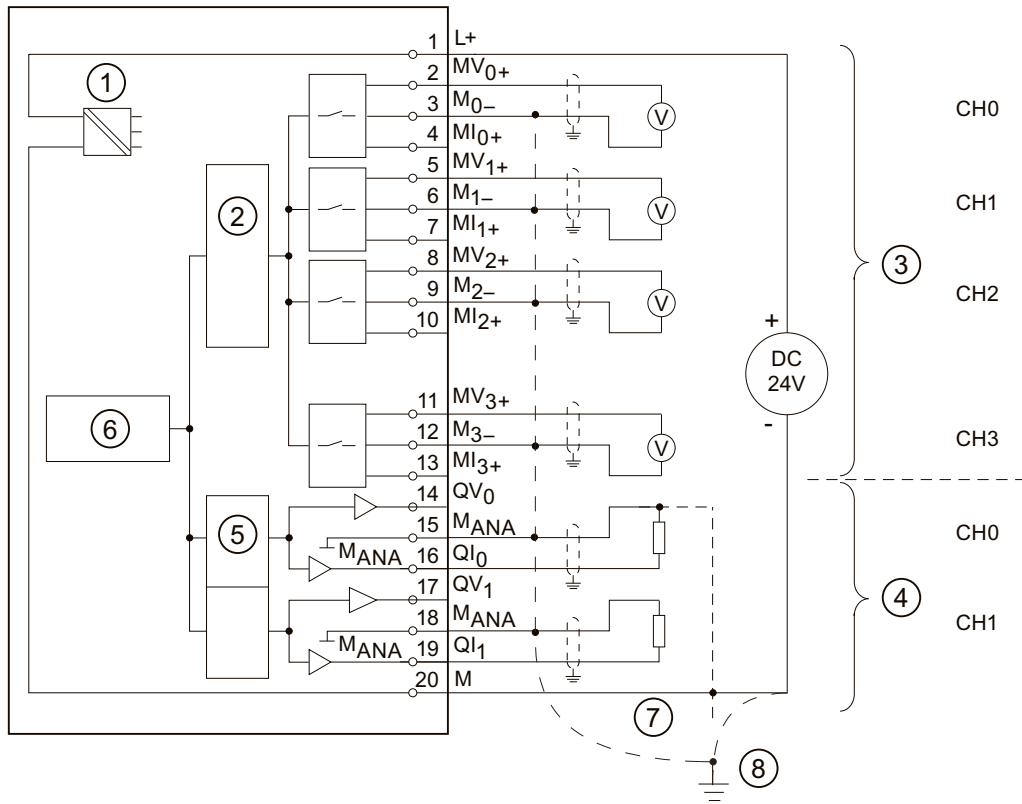 1 L+
①
2 MV0+
3 M0–
V
CH0
4 MI0+
5 MV1+
②
6 M1–
V
CH1
7 MI1+
8 MV2+
③
9 M2–
V
CH2
10 MI2+
+
DC
24V
-
11 MV3+
⑥
12 M3–
V
CH3
13 MI3+
14 QV0
⑤
15 MANA
CH0
MANA
16 QI0
17 QV1
④
18 MANA
CH1
MANA
19 QI1
20 M
⑦
⑧